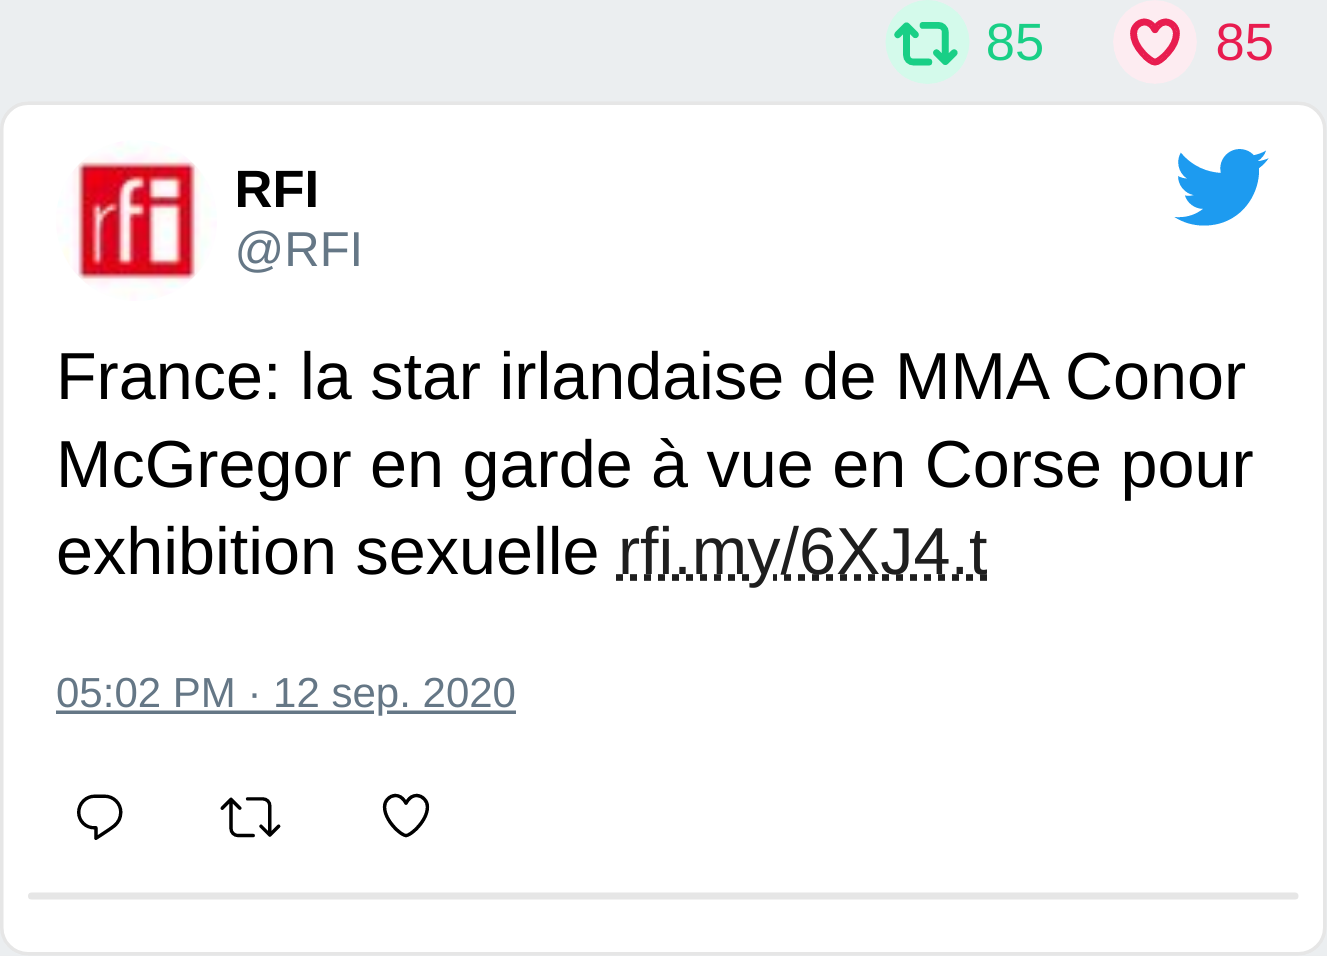 85 85
rfi
RFI
@RFI
France: la star irlandaise de MMA Conor
McGregor en garde à vue en Corse pour
exhibition sexuelle rfi.my/6XJ4.t
05:02 PM · 12 sep. 2020